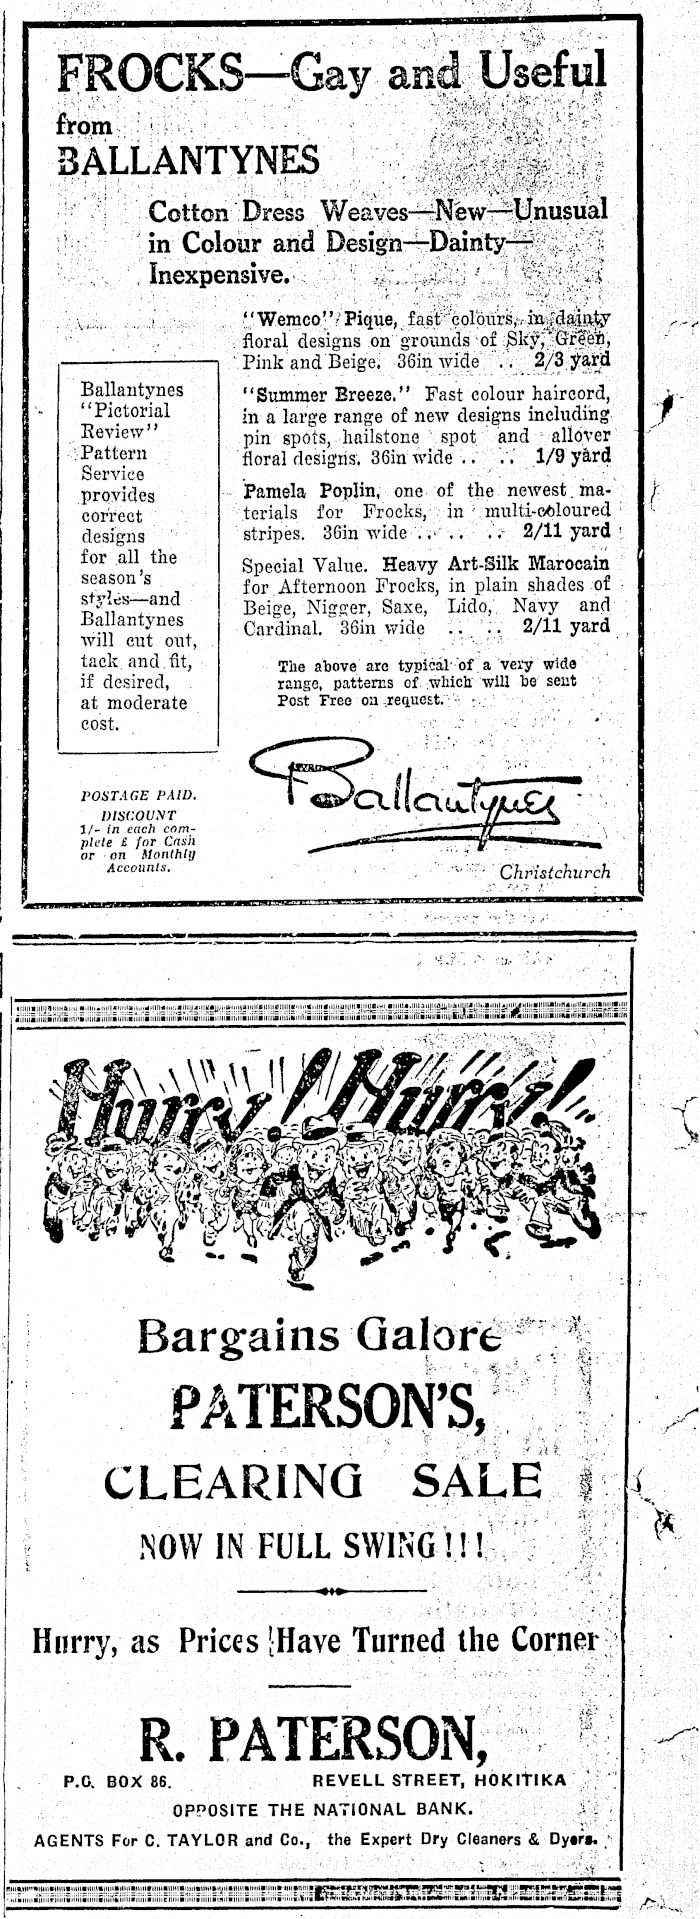 FROCKS—Gay and Useful
from
BALLANTYNES
Cotton Dress Weaves—New—Unusual
in Colour and Design—Dainty—
Inexpensive.
"Wemco" Pique, fast colours, in dainty
floral designs on grounds of Sky, Green,
Pink and Beige. 36in wide .. 2/3 yard
"Summer Breeze." Fast colour haircord,
in a large range of new designs including
pin spots, hailstone spot and allover
floral designs. 36in wide .. .. 1/9 yard
Pamela Poplin, one of the newest ma-
terials for Frocks, in multi-coloured
stripes. 36in wide .. .. .. 2/11 yard
Special Value. Heavy Art-Silk Marocain
for Afternoon Frocks, in plain shades of
Beige, Nigger, Saxe, Lido, Navy and
Cardinal. 36in wide .. .. 2/11 yard
The above are typical of a very wide
range, patterns of which will be sent
Post Free on request.
Ballantynes
"Pictorial
Review"
Pattern
Service
provides
correct
designs
for all the
season's
styles—and
Ballantynes
will cut out,
tack and fit,
if desired,
at moderate
cost.
POSTAGE PAID.
DISCOUNT
1/- in each com-
plete £ for Cash
or on Monthly
Accounts.
Ballantynes
Christchurch
Hurry! Hurry!
Bargains Galore
PATERSON'S,
CLEARING SALE
NOW IN FULL SWING!!!
Hurry, as Prices Have Turned the Corner
R. PATERSON,
P.O. BOX 86. REVELL STREET, HOKITIKA
OPPOSITE THE NATIONAL BANK.
AGENTS For C. TAYLOR and Co., the Expert Dry Cleaners & Dyers.